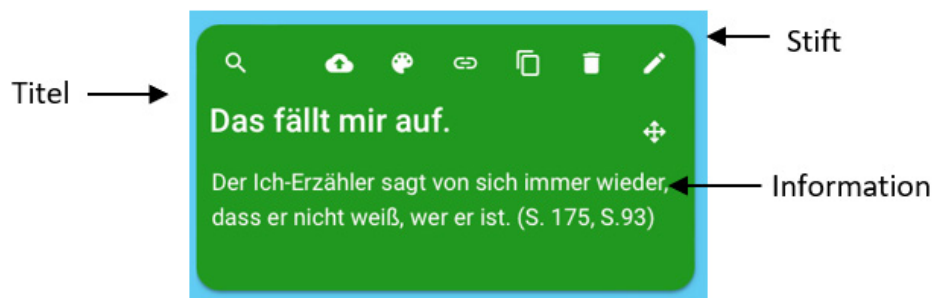 Stift
Titel
Das fällt mir auf.
Der Ich-Erzähler sagt von sich immer wieder,
Information
dass er nicht weiß, wer er ist. (S. 175, S.93)